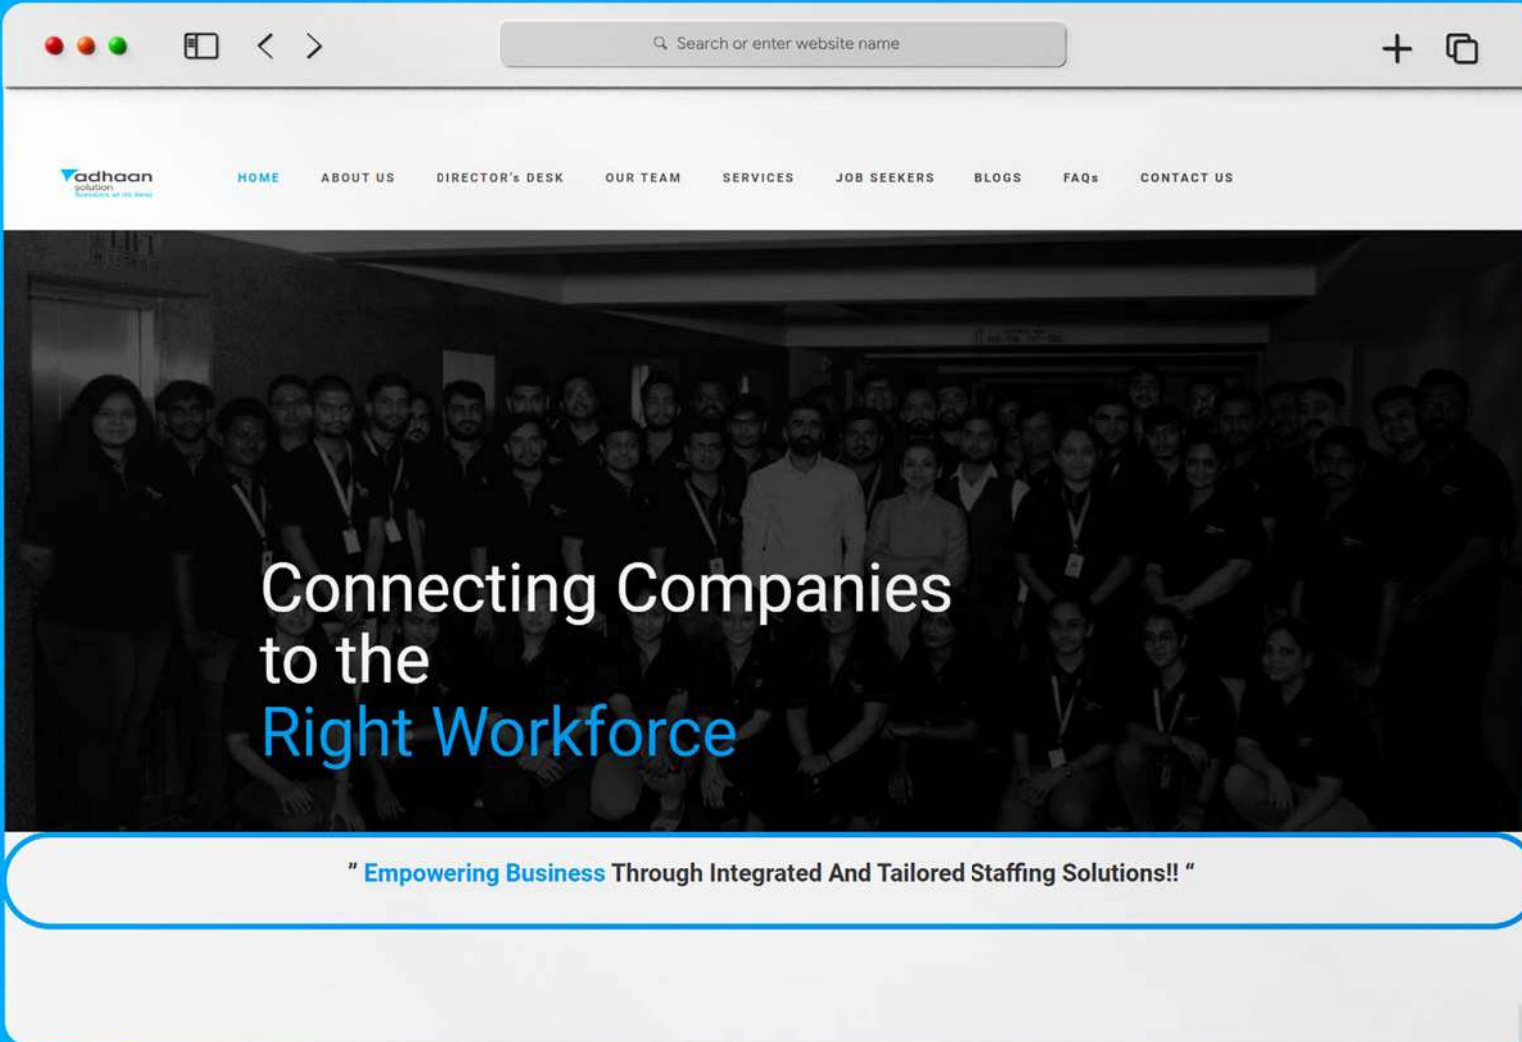 Search or enter website name
adhaan
solution
HOME ABOUT US DIRECTOR's DESK OUR TEAM SERVICES JOB SEEKERS BLOGS FAQs CONTACT US
LIFT
Connecting Companies
to the
Right Workforce
” Empowering Business Through Integrated And Tailored Staffing Solutions!! “